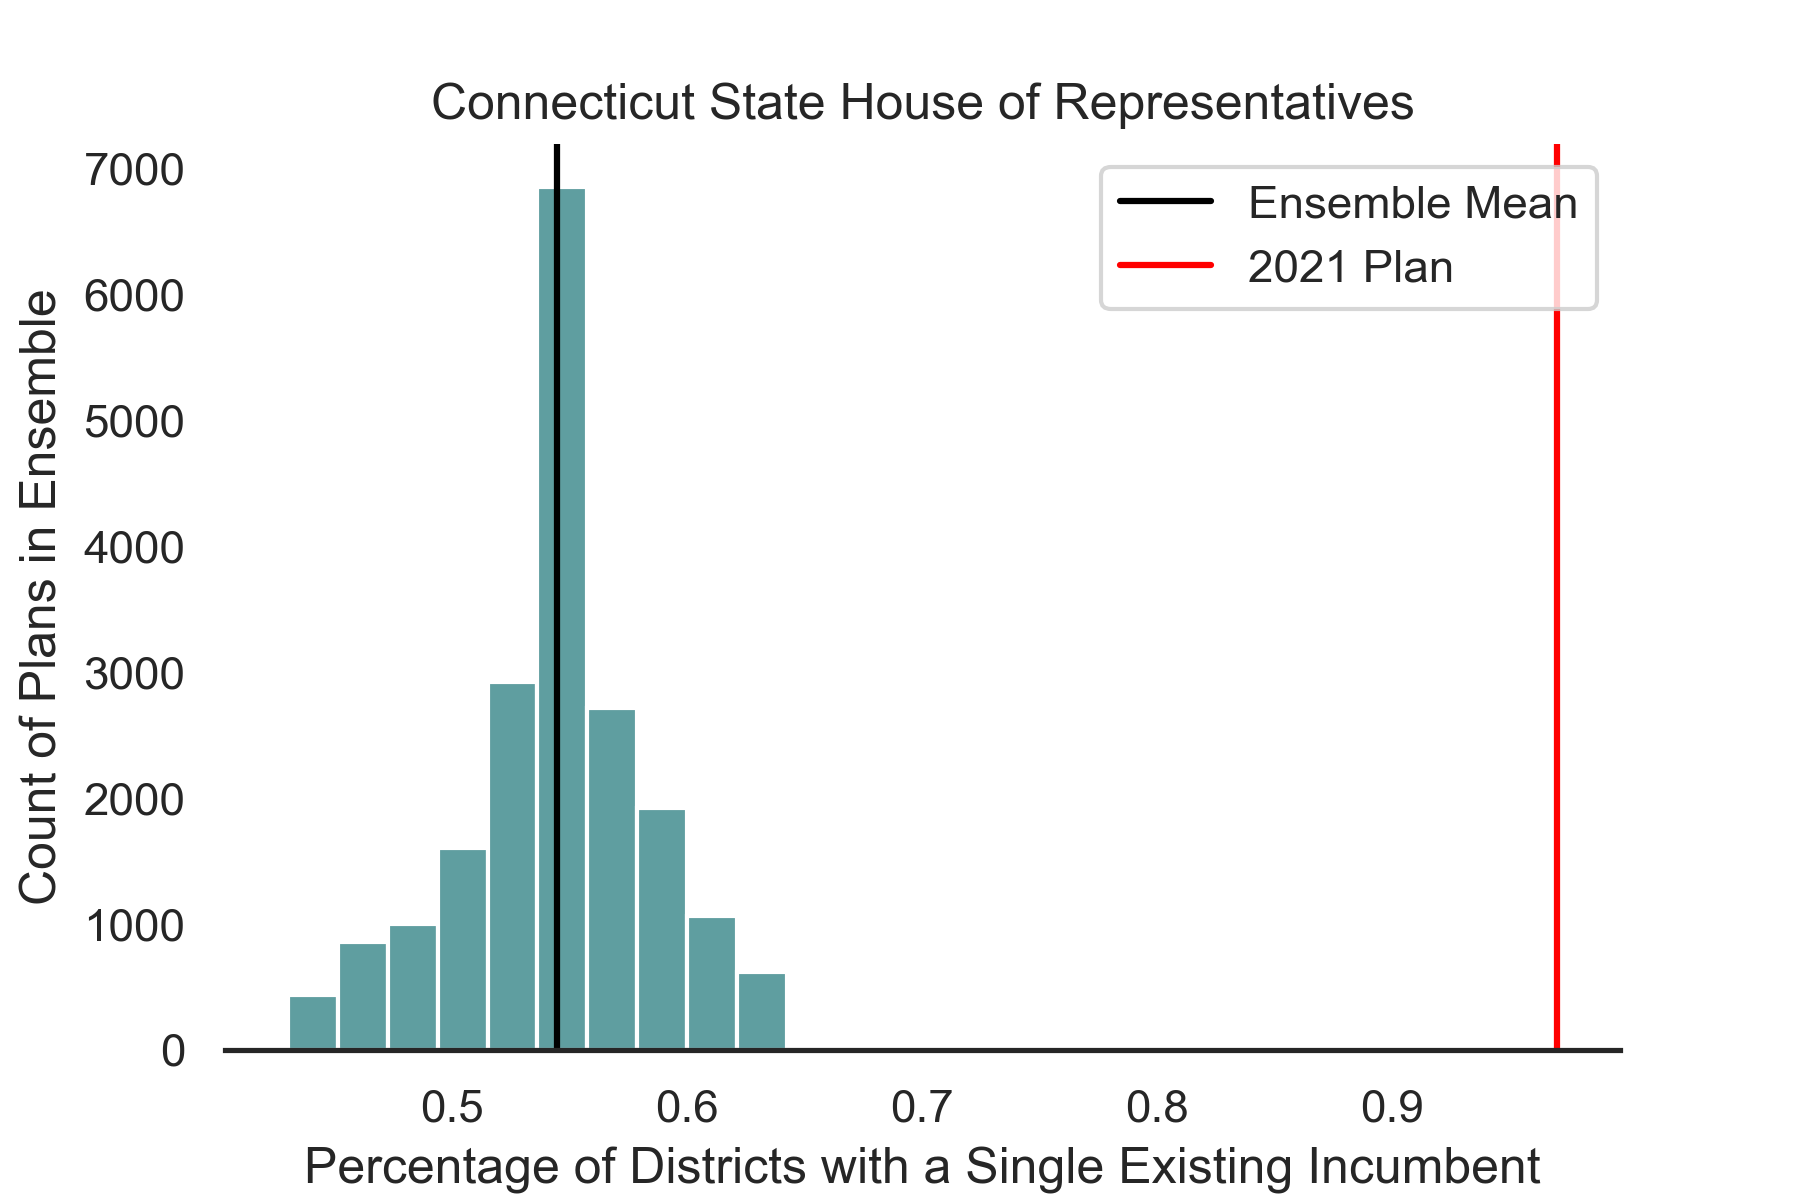 Connecticut State House of Representatives
7000
6000
5000
4000
3000
2000
1000
0
Count of Plans in Ensemble
Ensemble Mean
2021 Plan
0.5 0.6 0.7 0.8 0.9
Percentage of Districts with a Single Existing Incumbent